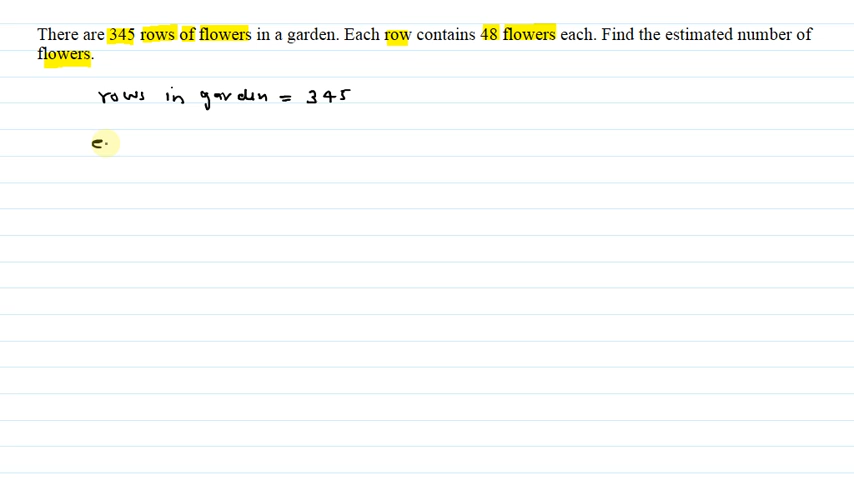 There are 345 rows of flowers in a garden. Each row contains 48 flowers each. Find the estimated number of
flowers.
rows in garden = 345
e